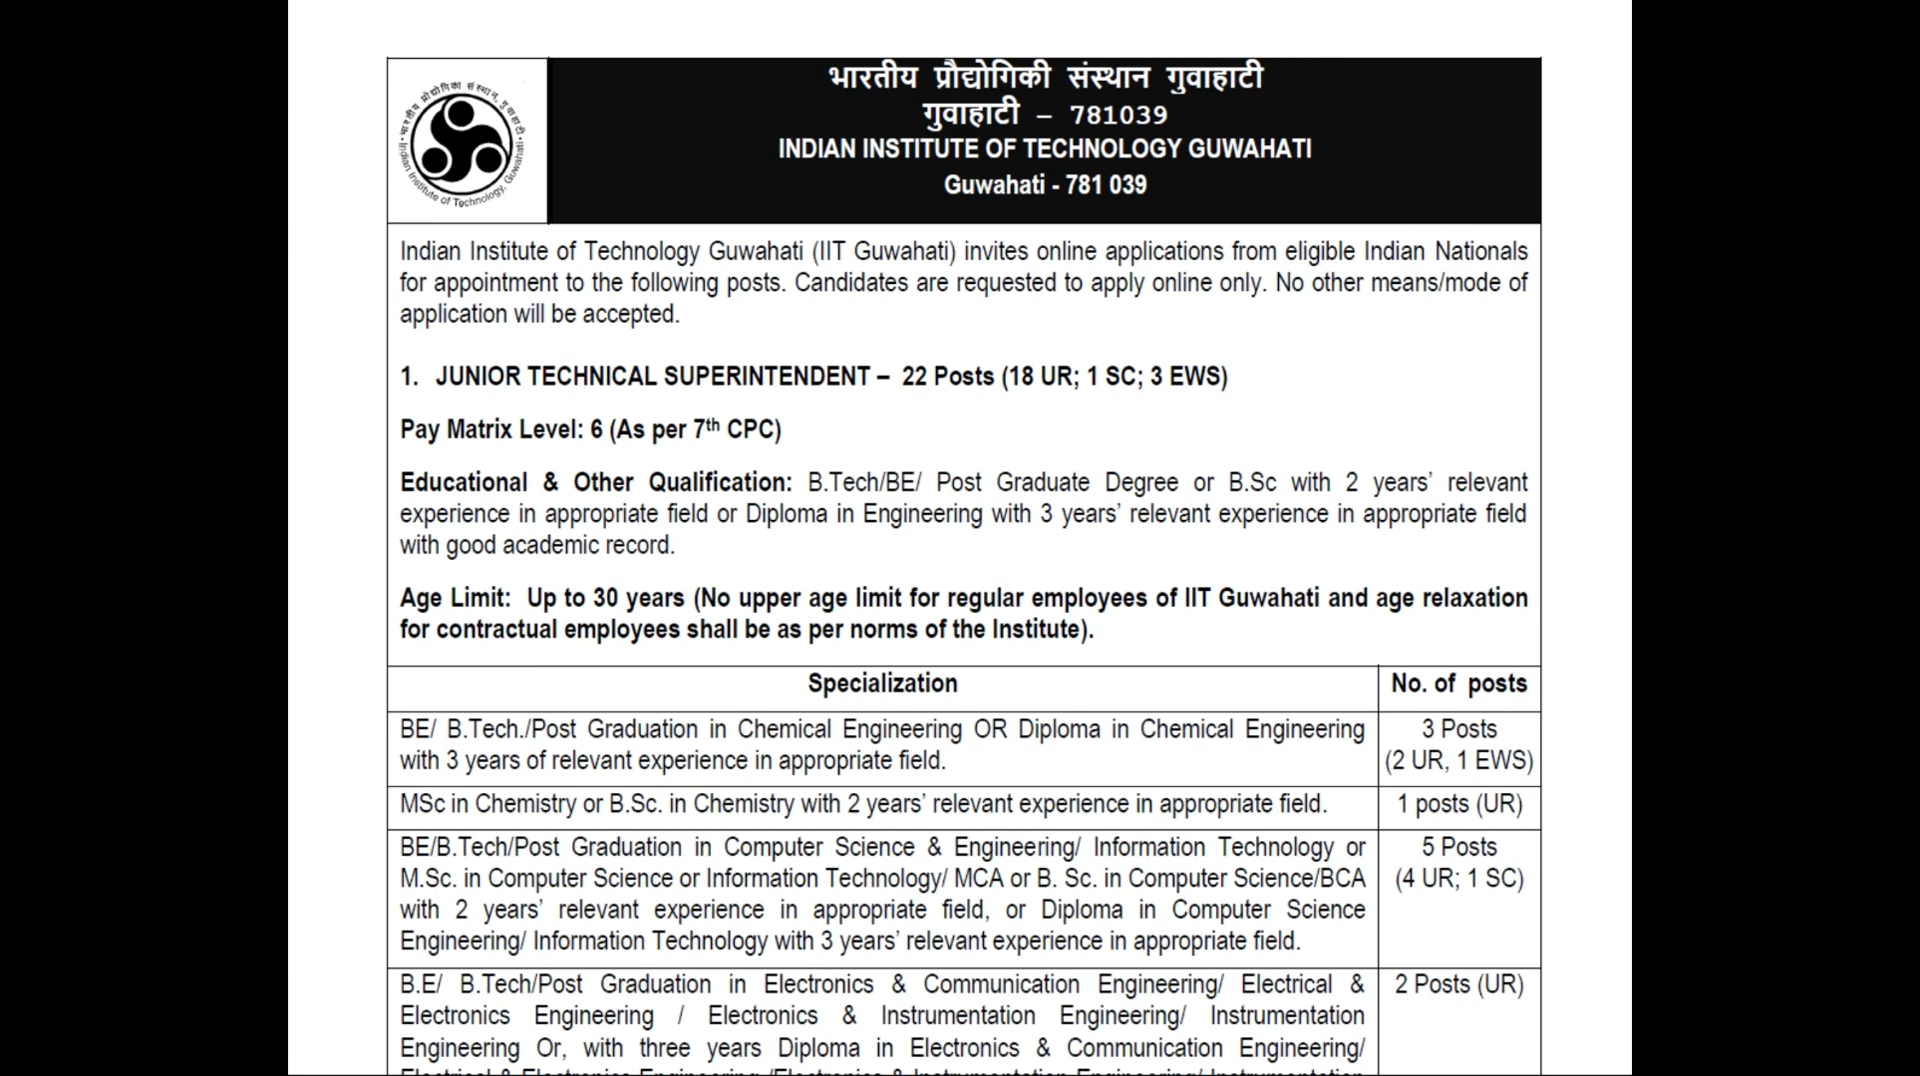 भारतीय प्रौद्योगिकी संस्थान गुवाहाटी
गुवाहाटी – 781039
INDIAN INSTITUTE OF TECHNOLOGY GUWAHATI
Guwahati - 781 039
भारतीय प्रौद्योगिकी संस्थान, गुवाहाटी
Indian Institute of Technology, Guwahati
Indian Institute of Technology Guwahati (IIT Guwahati) invites online applications from eligible Indian Nationals
for appointment to the following posts. Candidates are requested to apply online only. No other means/mode of
application will be accepted.
1. JUNIOR TECHNICAL SUPERINTENDENT – 22 Posts (18 UR; 1 SC; 3 EWS)
Pay Matrix Level: 6 (As per 7th CPC)
Educational & Other Qualification: B.Tech/BE/ Post Graduate Degree or B.Sc with 2 years’ relevant
experience in appropriate field or Diploma in Engineering with 3 years’ relevant experience in appropriate field
with good academic record.
Age Limit: Up to 30 years (No upper age limit for regular employees of IIT Guwahati and age relaxation
for contractual employees shall be as per norms of the Institute).
Specialization No. of posts
BE/ B.Tech./Post Graduation in Chemical Engineering OR Diploma in Chemical Engineering 3 Posts
with 3 years of relevant experience in appropriate field. (2 UR, 1 EWS)
MSc in Chemistry or B.Sc. in Chemistry with 2 years’ relevant experience in appropriate field. 1 posts (UR)
BE/B.Tech/Post Graduation in Computer Science & Engineering/ Information Technology or 5 Posts
M.Sc. in Computer Science or Information Technology/ MCA or B. Sc. in Computer Science/BCA (4 UR; 1 SC)
with 2 years’ relevant experience in appropriate field, or Diploma in Computer Science
Engineering/ Information Technology with 3 years’ relevant experience in appropriate field.
B.E/ B.Tech/Post Graduation in Electronics & Communication Engineering/ Electrical & 2 Posts (UR)
Electronics Engineering / Electronics & Instrumentation Engineering/ Instrumentation
Engineering Or, with three years Diploma in Electronics & Communication Engineering/
Electrical & Electronics Engineering /Electronics & Instrumentation Engineering/ Instrumentation